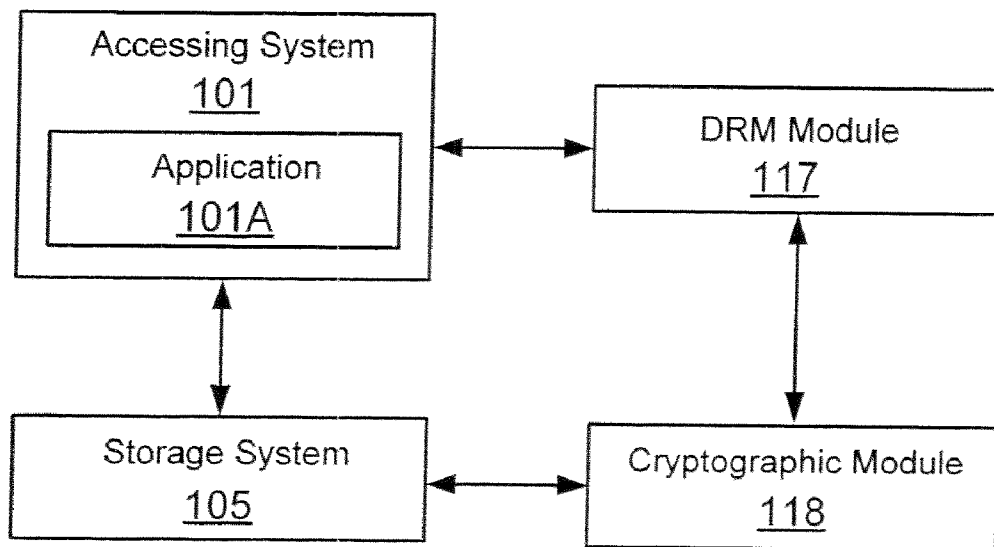 Accessing System
101
Application
101A
DRM Module
117
Storage System
105
Cryptographic Module
118